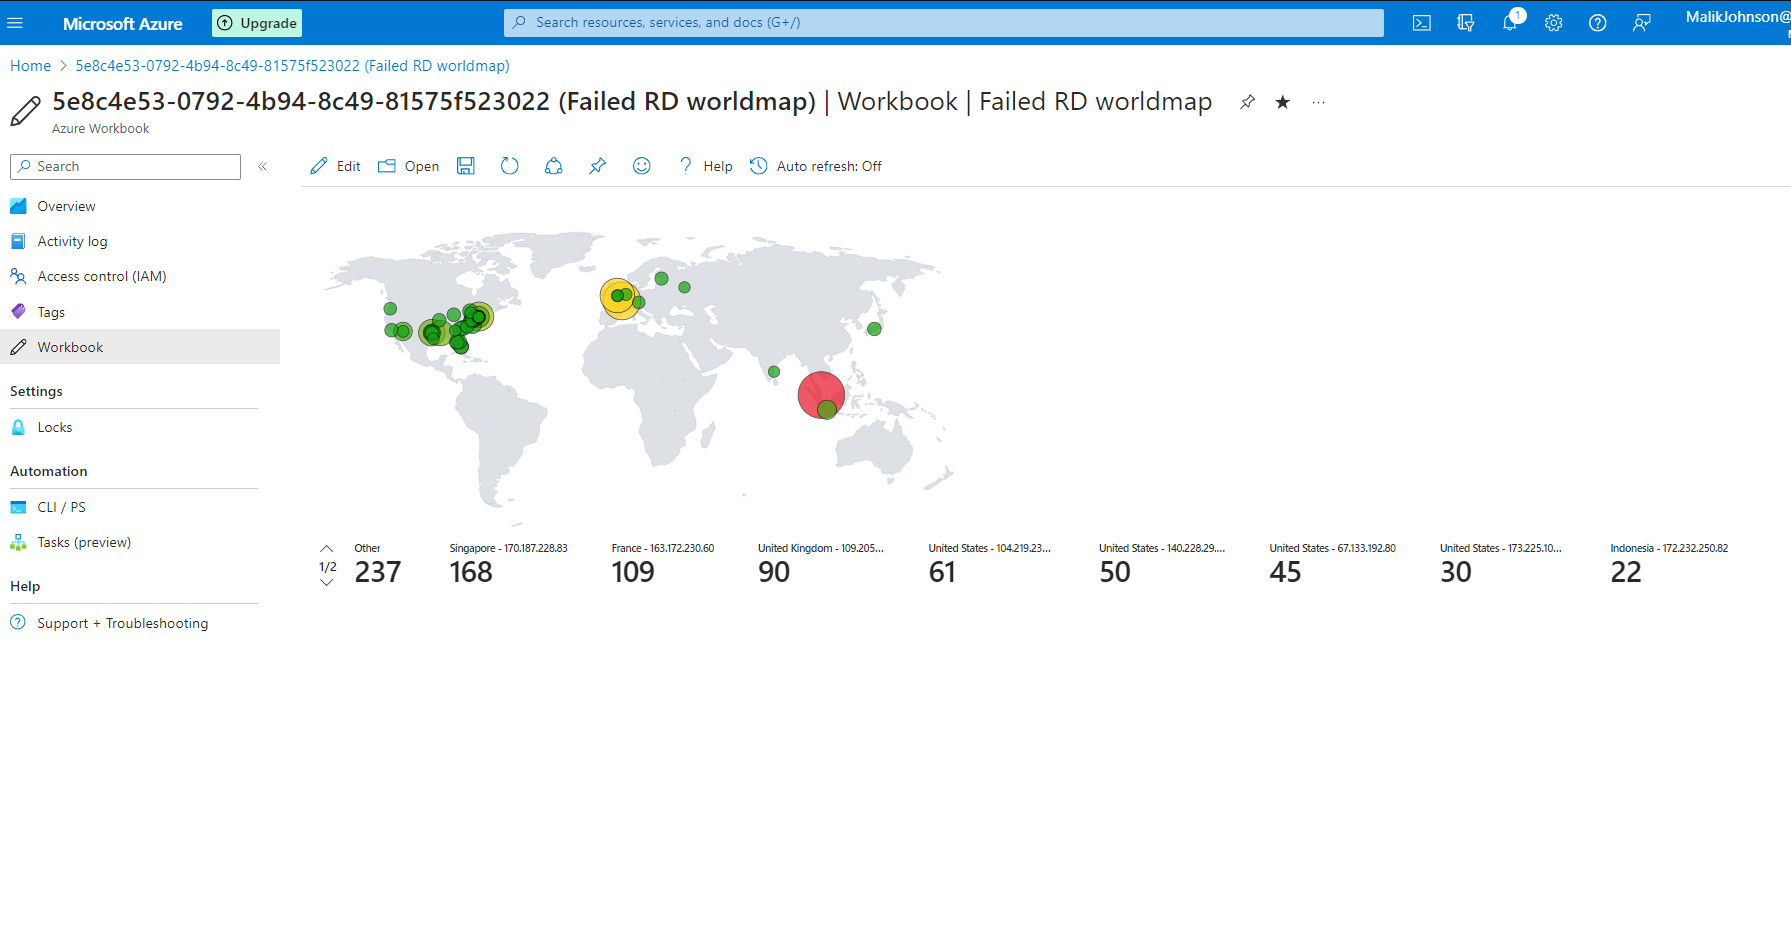 Microsoft Azure
Upgrade
Search resources, services, and docs (G+/)
1
MalikJohnson@
Home > 5e8c4e53-0792-4b94-8c49-81575f523022 (Failed RD worldmap)
5e8c4e53-0792-4b94-8c49-81575f523022 (Failed RD worldmap) | Workbook | Failed RD worldmap
Azure Workbook
Search
Edit
Open
Help
Auto refresh: Off
Overview
Activity log
Access control (IAM)
Tags
Workbook
Settings
Locks
Automation
CLI / PS
Tasks (preview)
Help
Support + Troubleshooting
1/2
Other
237
Singapore - 170.187.228.83
168
France - 163.172.230.60
109
United Kingdom - 109.205...
90
United States - 104.219.23...
61
United States - 140.228.29....
50
United States - 67.133.192.80
45
United States - 173.225.10...
30
Indonesia - 172.232.250.82
22